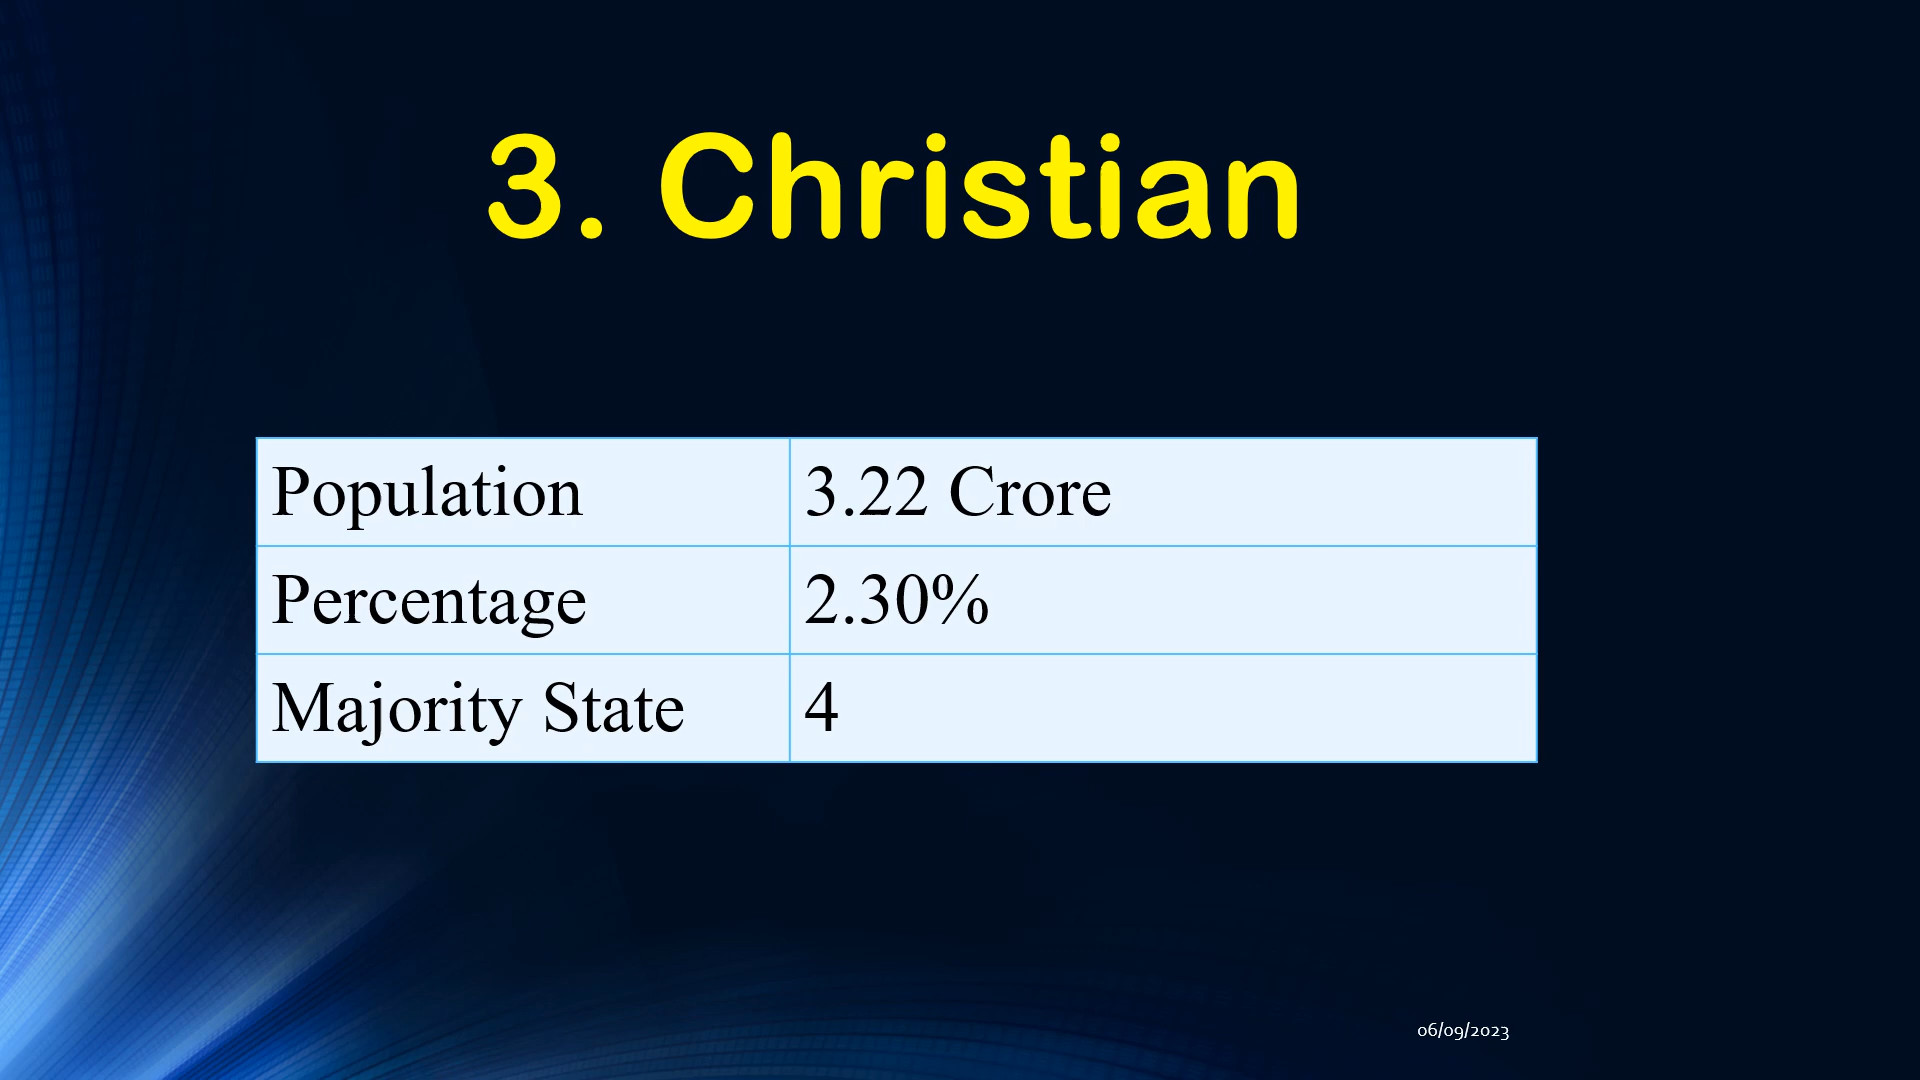 3. Christian
Population 3.22 Crore
Percentage 2.30%
Majority State 4
06/09/2023